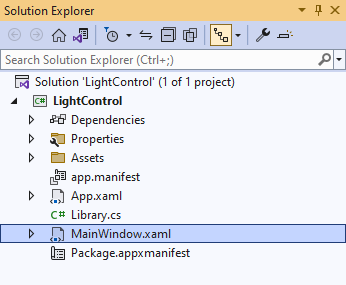 Solution Explorer
Search Solution Explorer (Ctrl+;)
Solution 'LightControl' (1 of 1 project)
C# LightControl
Dependencies
Properties
Assets
app.manifest
App.xaml
C# Library.cs
MainWindow.xaml
Package.appxmanifest